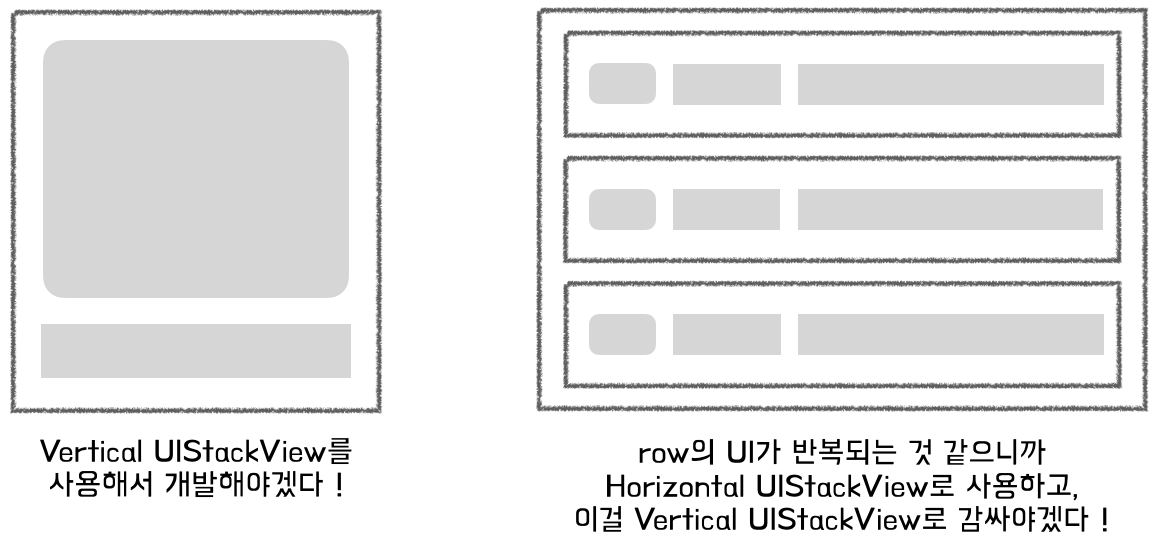 Vertical UIStackView를
사용해서 개발해야겠다 !
row의 UI가 반복되는 것 같으니까
Horizontal UIStackView로 사용하고,
이걸 Vertical UIStackView로 감싸야겠다 !